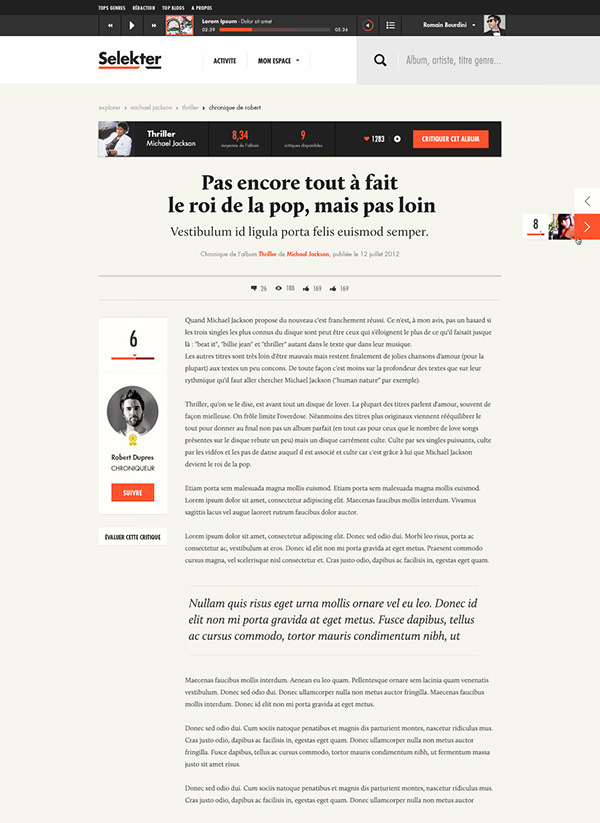 TOPS GENRES RÉDACTION TOP BLOGS A PROPOS
Lorem Ipsum - Dolor sit amet
02:39 05:36
Romain Bourdini
Selekter
ACTIVITE MON ESPACE
Album, artiste, titre genre...
explorer > michael jackson > thriller > chronique de robert
Thriller
Michael Jackson
8,34
moyenne de l'album
9
critiques disponibles
1283
CRITIQUER CET ALBUM
Pas encore tout à fait
le roi de la pop, mais pas loin
Vestibulum id ligula porta felis euismod semper.
8
Chronique de l'album Thriller de Michael Jackson, publiée le 12 juillet 2012
26 188 169 169
6
Robert Dupres
CHRONIQUEUR
SUIVRE
ÉVALUER CETTE CRITIQUE
Quand Michael Jackson propose du nouveau c'est franchement réussi. Ce n'est, à mon avis, pas un hasard si
les trois singles les plus connus du disque sont peut être ceux qui s'éloignent le plus de ce qu'il faisait jusque
là : "beat it", "billie jean" et "thriller" autant dans le texte que dans leur musique.
Les autres titres sont très loin d'être mauvais mais restent finalement de jolies chansons d'amour (pour la
plupart) aux textes un peu concons. De toute façon c'est moins sur la profondeur des textes que sur leur
rythmique qu'il faut aller chercher Michael Jackson ("human nature" par exemple).
Thriller, qu'on se le dise, est avant tout un disque de lover. La plupart des titres parlent d'amour, souvent de
façon mielleuse. On frôle limite l'overdose. Néanmoins des titres plus originaux viennent rééquilibrer le
tout pour donner au final non pas un album parfait (en tout cas pour ceux que le nombre de love songs
présentes sur le disque rebute un peu) mais un disque carrément culte. Culte par ses singles puissants, culte
par les vidéos et les pas de danse auquel il est associé et culte car c'est grâce à lui que Michael Jackson
devient le roi de la pop.
Etiam porta sem malesuada magna mollis euismod. Etiam porta sem malesuada magna mollis euismod.
Lorem ipsum dolor sit amet, consectetur adipiscing elit. Maecenas faucibus mollis interdum. Vivamus
sagittis lacus vel augue laoreet rutrum faucibus dolor auctor.
Lorem ipsum dolor sit amet, consectetur adipiscing elit. Donec sed odio dui. Morbi leo risus, porta ac
consectetur ac, vestibulum at eros. Donec id elit non mi porta gravida at eget metus. Praesent commodo
cursus magna, vel scelerisque nisl consectetur et. Cras justo odio, dapibus ac facilisis in, egestas eget quam.
Nullam quis risus eget urna mollis ornare vel eu leo. Donec id
elit non mi porta gravida at eget metus. Fusce dapibus, tellus
ac cursus commodo, tortor mauris condimentum nibh, ut
Maecenas faucibus mollis interdum. Aenean eu leo quam. Pellentesque ornare sem lacinia quam venenatis
vestibulum. Donec sed odio dui. Donec ullamcorper nulla non metus auctor fringilla. Maecenas faucibus
mollis interdum. Donec id elit non mi porta gravida at eget metus.
Donec sed odio dui. Cum sociis natoque penatibus et magnis dis parturient montes, nascetur ridiculus mus.
Cras justo odio, dapibus ac facilisis in, egestas eget quam. Donec ullamcorper nulla non metus auctor
fringilla. Fusce dapibus, tellus ac cursus commodo, tortor mauris condimentum nibh, ut fermentum massa
justo sit amet risus.
Donec sed odio dui. Cum sociis natoque penatibus et magnis dis parturient montes, nascetur ridiculus mus.
Cras justo odio, dapibus ac facilisis in, egestas eget quam. Donec ullamcorper nulla non metus auctor